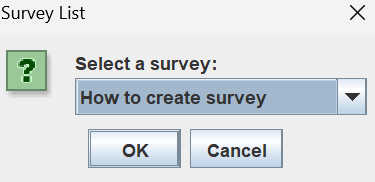 Survey List
?
Select a survey:
How to create survey
OK Cancel